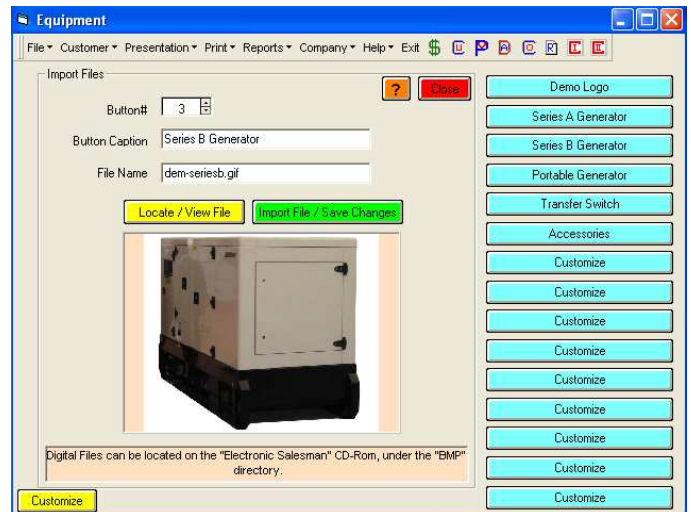 Equipment
File Customer Presentation Print Reports Company Help Exit $ U P A C R I E
Import Files
? Close
Button# 3
Button Caption Series B Generator
File Name dem-seriesb.gif
Locate / View File Import File / Save Changes
Digital Files can be located on the "Electronic Salesman" CD-Rom, under the "BMP"
directory.
Customize
Demo Logo
Series A Generator
Series B Generator
Portable Generator
Transfer Switch
Accessories
Customize
Customize
Customize
Customize
Customize
Customize
Customize
Customize
Customize